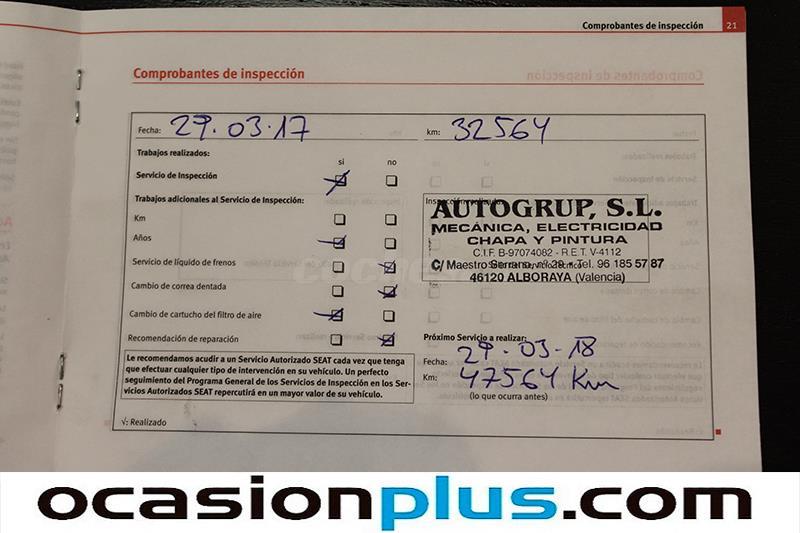 Comprobantes de inspección 21
Comprobantes de inspección
Fecha: 29.03.17 km: 32564
Trabajos realizados:
si no
Servicio de Inspección
Trabajos adicionales al Servicio de Inspección:
Km
Años
Servicio de líquido de frenos
Cambio de correa dentada
Cambio de cartucho del filtro de aire
Recomendación de reparación
Le recomendamos acudir a un Servicio Autorizado SEAT cada vez que tenga
que efectuar cualquier tipo de intervención en su vehículo. Un perfecto
seguimiento del Programa General de los Servicios de Inspección en los Ser-
vicios Autorizados SEAT repercutirá en un mayor valor de su vehículo.
√: Realizado
AUTOGRUP, S.L.
MECÁNICA, ELECTRICIDAD
CHAPA Y PINTURA
C.I.F. B-97074082 - R.E.T. V-4112
C/ Maestro Serrano, nº 29 • Tel. 96 185 57 87
46120 ALBORAYA (Valencia)
Próximo Servicio a realizar:
Fecha: 29.03.18
Km: 47564 Km
(lo que ocurra antes)
ocasionplus.com